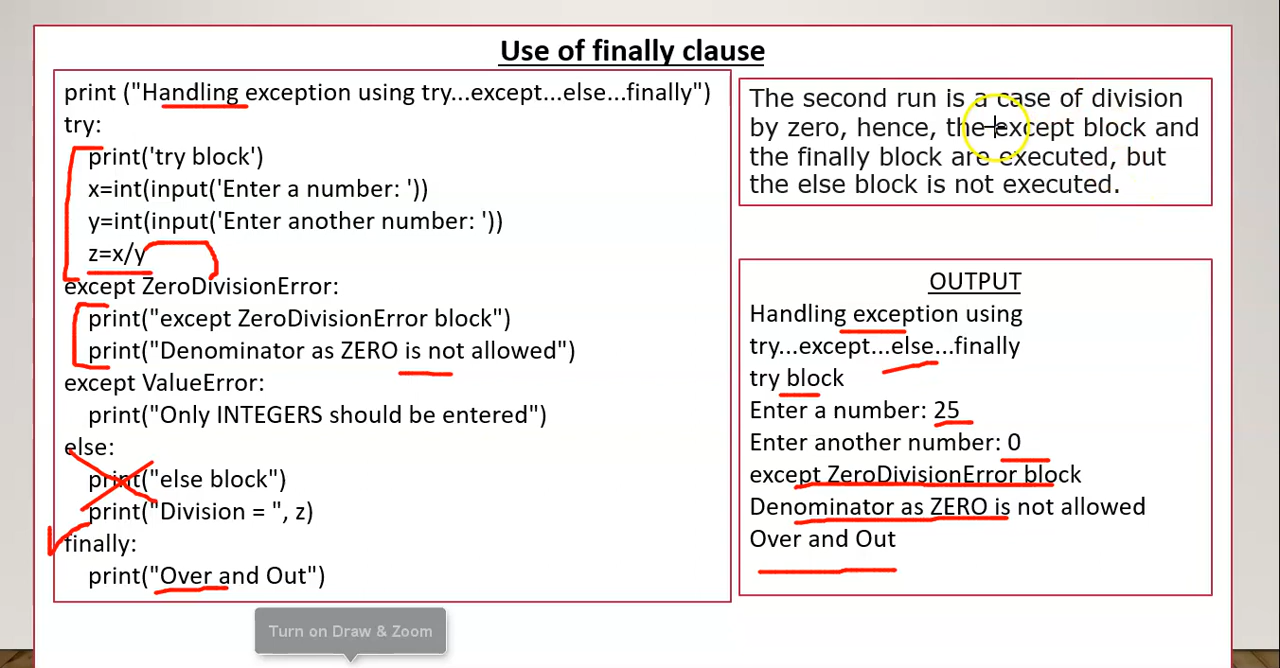 Use of finally clause
print ("Handling exception using try...except...else...finally")
try:
print('try block')
x=int(input('Enter a number: '))
y=int(input('Enter another number: '))
z=x/y
except ZeroDivisionError:
print("except ZeroDivisionError block")
print("Denominator as ZERO is not allowed")
except ValueError:
print("Only INTEGERS should be entered")
else:
print("else block")
print("Division = ", z)
finally:
print("Over and Out")
The second run is a case of division
by zero, hence, the except block and
the finally block are executed, but
the else block is not executed.
OUTPUT
Handling exception using
try...except...else...finally
try block
Enter a number: 25
Enter another number: 0
except ZeroDivisionError block
Denominator as ZERO is not allowed
Over and Out
Turn on Draw & Zoom